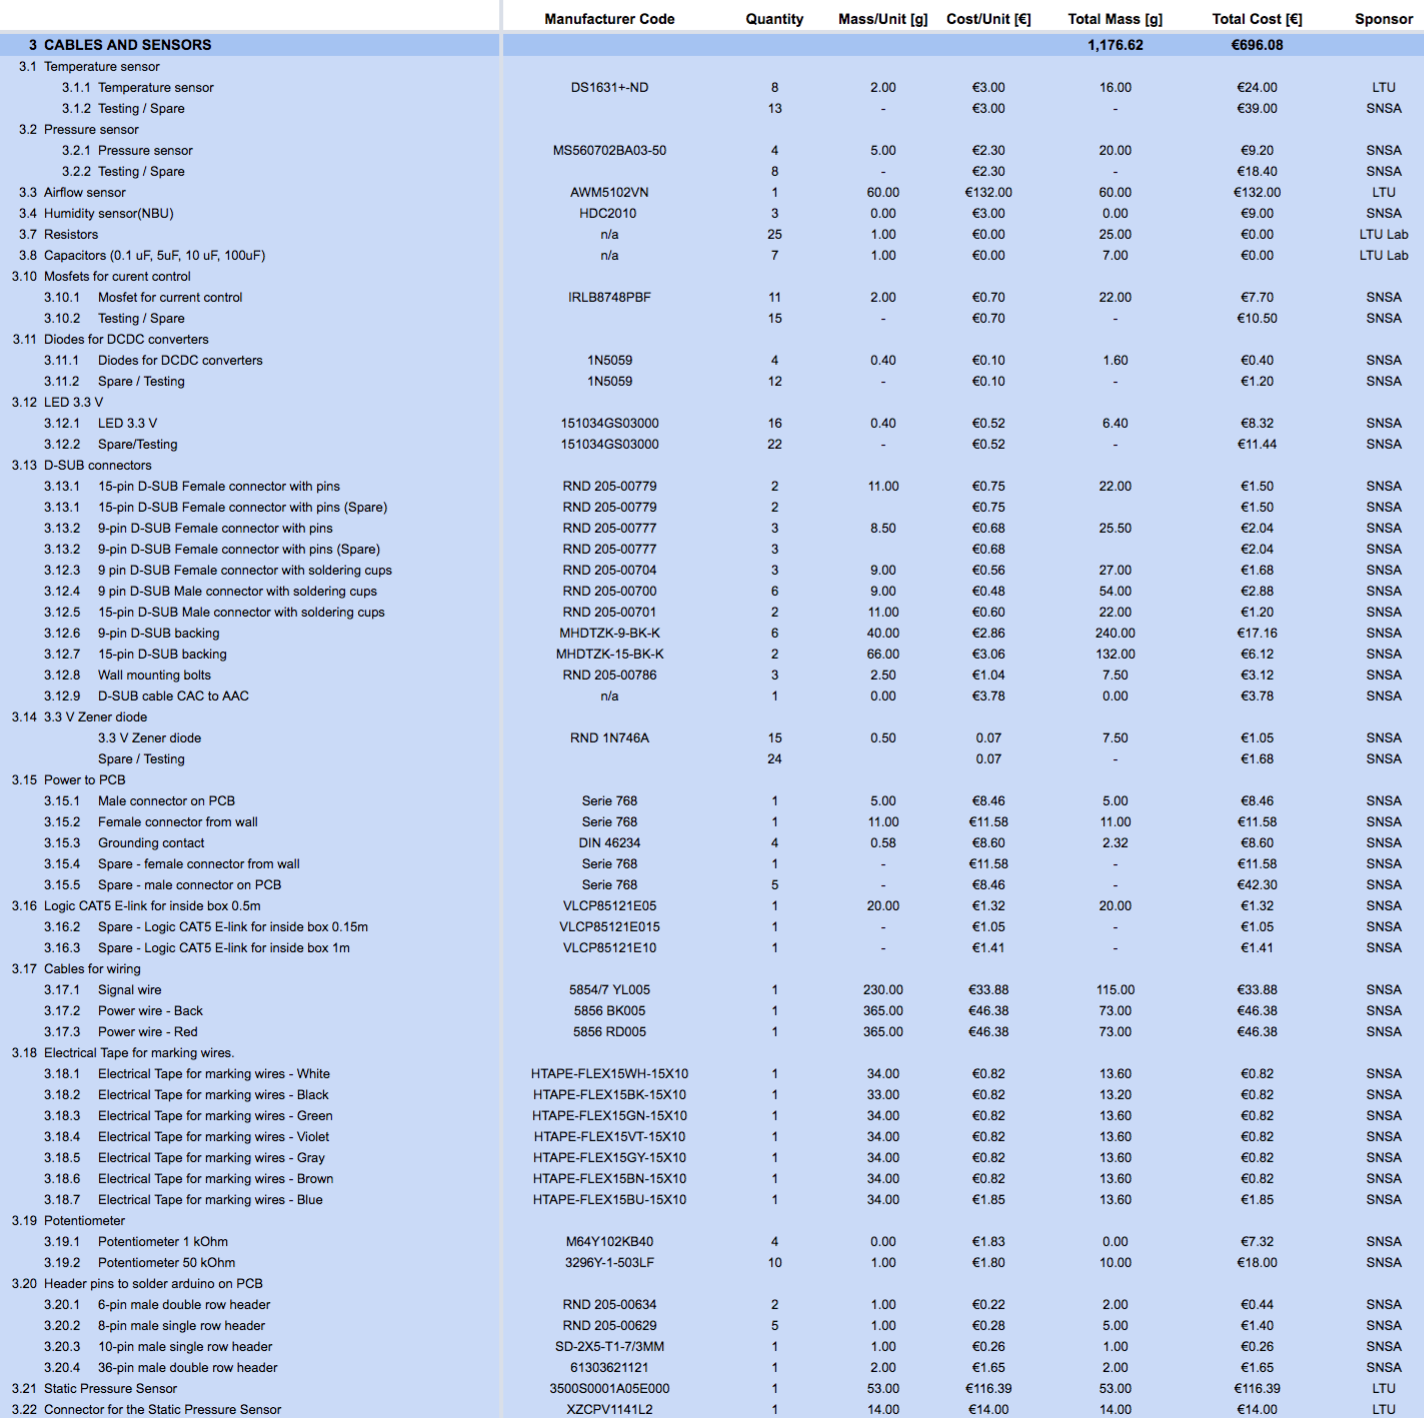 Manufacturer Code Quantity Mass/Unit [g] Cost/Unit [€] Total Mass [g] Total Cost [€] Sponsor
3 CABLES AND SENSORS 1,176.62 €696.08
3.1 Temperature sensor
3.1.1 Temperature sensor DS1631+-ND 8 2.00 €3.00 16.00 €24.00 LTU
3.1.2 Testing / Spare 13 - €3.00 - €39.00 SNSA
3.2 Pressure sensor
3.2.1 Pressure sensor MS560702BA03-50 4 5.00 €2.30 20.00 €9.20 SNSA
3.2.2 Testing / Spare 8 - €2.30 - €18.40 SNSA
3.3 Airflow sensor AWM5102VN 1 60.00 €132.00 60.00 €132.00 LTU
3.4 Humidity sensor(NBU) HDC2010 3 0.00 €3.00 0.00 €9.00 SNSA
3.7 Resistors n/a 25 1.00 €0.00 25.00 €0.00 LTU Lab
3.8 Capacitors (0.1 uF, 5uF, 10 uF, 100uF) n/a 7 1.00 €0.00 7.00 €0.00 LTU Lab
3.10 Mosfets for curent control
3.10.1 Mosfet for current control IRLB8748PBF 11 2.00 €0.70 22.00 €7.70 SNSA
3.10.2 Testing / Spare 15 - €0.70 - €10.50 SNSA
3.11 Diodes for DCDC converters
3.11.1 Diodes for DCDC converters 1N5059 4 0.40 €0.10 1.60 €0.40 SNSA
3.11.2 Spare / Testing 1N5059 12 - €0.10 - €1.20 SNSA
3.12 LED 3.3 V
3.12.1 LED 3.3 V 151034GS03000 16 0.40 €0.52 6.40 €8.32 SNSA
3.12.2 Spare/Testing 151034GS03000 22 - €0.52 - €11.44 SNSA
3.13 D-SUB connectors
3.13.1 15-pin D-SUB Female connector with pins RND 205-00779 2 11.00 €0.75 22.00 €1.50 SNSA
3.13.1 15-pin D-SUB Female connector with pins (Spare) RND 205-00779 2 €0.75 €1.50 SNSA
3.13.2 9-pin D-SUB Female connector with pins RND 205-00777 3 8.50 €0.68 25.50 €2.04 SNSA
3.13.2 9-pin D-SUB Female connector with pins (Spare) RND 205-00777 3 €0.68 €2.04 SNSA
3.12.3 9 pin D-SUB Female connector with soldering cups RND 205-00704 3 9.00 €0.56 27.00 €1.68 SNSA
3.12.4 9 pin D-SUB Male connector with soldering cups RND 205-00700 6 9.00 €0.48 54.00 €2.88 SNSA
3.12.5 15-pin D-SUB Male connector with soldering cups RND 205-00701 2 11.00 €0.60 22.00 €1.20 SNSA
3.12.6 9-pin D-SUB backing MHDTZK-9-BK-K 6 40.00 €2.86 240.00 €17.16 SNSA
3.12.7 15-pin D-SUB backing MHDTZK-15-BK-K 2 66.00 €3.06 132.00 €6.12 SNSA
3.12.8 Wall mounting bolts RND 205-00786 3 2.50 €1.04 7.50 €3.12 SNSA
3.12.9 D-SUB cable CAC to AAC n/a 1 0.00 €3.78 0.00 €3.78 SNSA
3.14 3.3 V Zener diode
3.3 V Zener diode RND 1N746A 15 0.50 0.07 7.50 €1.05 SNSA
Spare / Testing 24 0.07 - €1.68 SNSA
3.15 Power to PCB
3.15.1 Male connector on PCB Serie 768 1 5.00 €8.46 5.00 €8.46 SNSA
3.15.2 Female connector from wall Serie 768 1 11.00 €11.58 11.00 €11.58 SNSA
3.15.3 Grounding contact DIN 46234 4 0.58 €8.60 2.32 €8.60 SNSA
3.15.4 Spare - female connector from wall Serie 768 1 - €11.58 - €11.58 SNSA
3.15.5 Spare - male connector on PCB Serie 768 5 - €8.46 - €42.30 SNSA
3.16 Logic CAT5 E-link for inside box 0.5m VLCP85121E05 1 20.00 €1.32 20.00 €1.32 SNSA
3.16.2 Spare - Logic CAT5 E-link for inside box 0.15m VLCP85121E015 1 - €1.05 - €1.05 SNSA
3.16.3 Spare - Logic CAT5 E-link for inside box 1m VLCP85121E10 1 - €1.41 - €1.41 SNSA
3.17 Cables for wiring
3.17.1 Signal wire 5854/7 YL005 1 230.00 €33.88 115.00 €33.88 SNSA
3.17.2 Power wire - Back 5856 BK005 1 365.00 €46.38 73.00 €46.38 SNSA
3.17.3 Power wire - Red 5856 RD005 1 365.00 €46.38 73.00 €46.38 SNSA
3.18 Electrical Tape for marking wires.
3.18.1 Electrical Tape for marking wires - White HTAPE-FLEX15WH-15X10 1 34.00 €0.82 13.60 €0.82 SNSA
3.18.2 Electrical Tape for marking wires - Black HTAPE-FLEX15BK-15X10 1 33.00 €0.82 13.20 €0.82 SNSA
3.18.3 Electrical Tape for marking wires - Green HTAPE-FLEX15GN-15X10 1 34.00 €0.82 13.60 €0.82 SNSA
3.18.4 Electrical Tape for marking wires - Violet HTAPE-FLEX15VT-15X10 1 34.00 €0.82 13.60 €0.82 SNSA
3.18.5 Electrical Tape for marking wires - Gray HTAPE-FLEX15GY-15X10 1 34.00 €0.82 13.60 €0.82 SNSA
3.18.6 Electrical Tape for marking wires - Brown HTAPE-FLEX15BN-15X10 1 34.00 €0.82 13.60 €0.82 SNSA
3.18.7 Electrical Tape for marking wires - Blue HTAPE-FLEX15BU-15X10 1 34.00 €1.85 13.60 €1.85 SNSA
3.19 Potentiometer
3.19.1 Potentiometer 1 kOhm M64Y102KB40 4 0.00 €1.83 0.00 €7.32 SNSA
3.19.2 Potentiometer 50 kOhm 3296Y-1-503LF 10 1.00 €1.80 10.00 €18.00 SNSA
3.20 Header pins to solder arduino on PCB
3.20.1 6-pin male double row header RND 205-00634 2 1.00 €0.22 2.00 €0.44 SNSA
3.20.2 8-pin male single row header RND 205-00629 5 1.00 €0.28 5.00 €1.40 SNSA
3.20.3 10-pin male single row header SD-2X5-T1-7/3MM 1 1.00 €0.26 1.00 €0.26 SNSA
3.20.4 36-pin male double row header 61303621121 1 2.00 €1.65 2.00 €1.65 SNSA
3.21 Static Pressure Sensor 3500S0001A05E000 1 53.00 €116.39 53.00 €116.39 LTU
3.22 Connector for the Static Pressure Sensor XZCPV1141L2 1 14.00 €14.00 14.00 €14.00 LTU